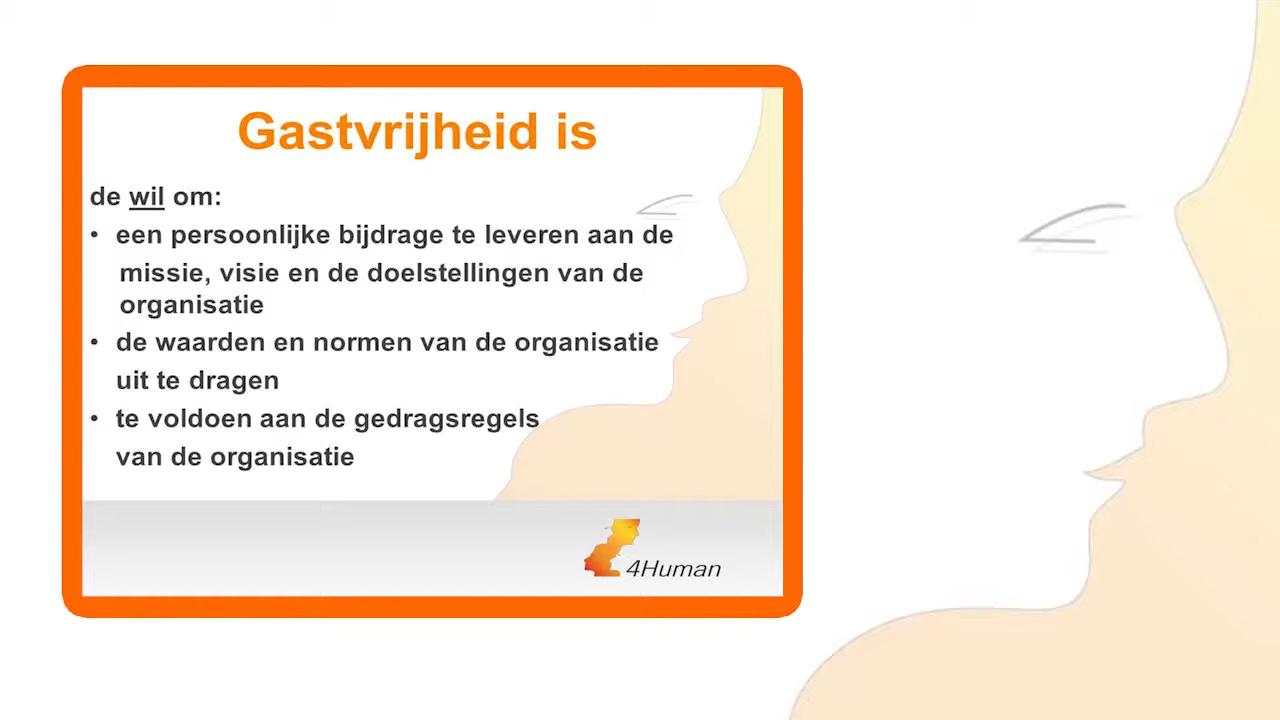 Gastvrijheid is
de wil om:
• een persoonlijke bijdrage te leveren aan de
missie, visie en de doelstellingen van de
organisatie
• de waarden en normen van de organisatie
uit te dragen
• te voldoen aan de gedragsregels
van de organisatie
4Human